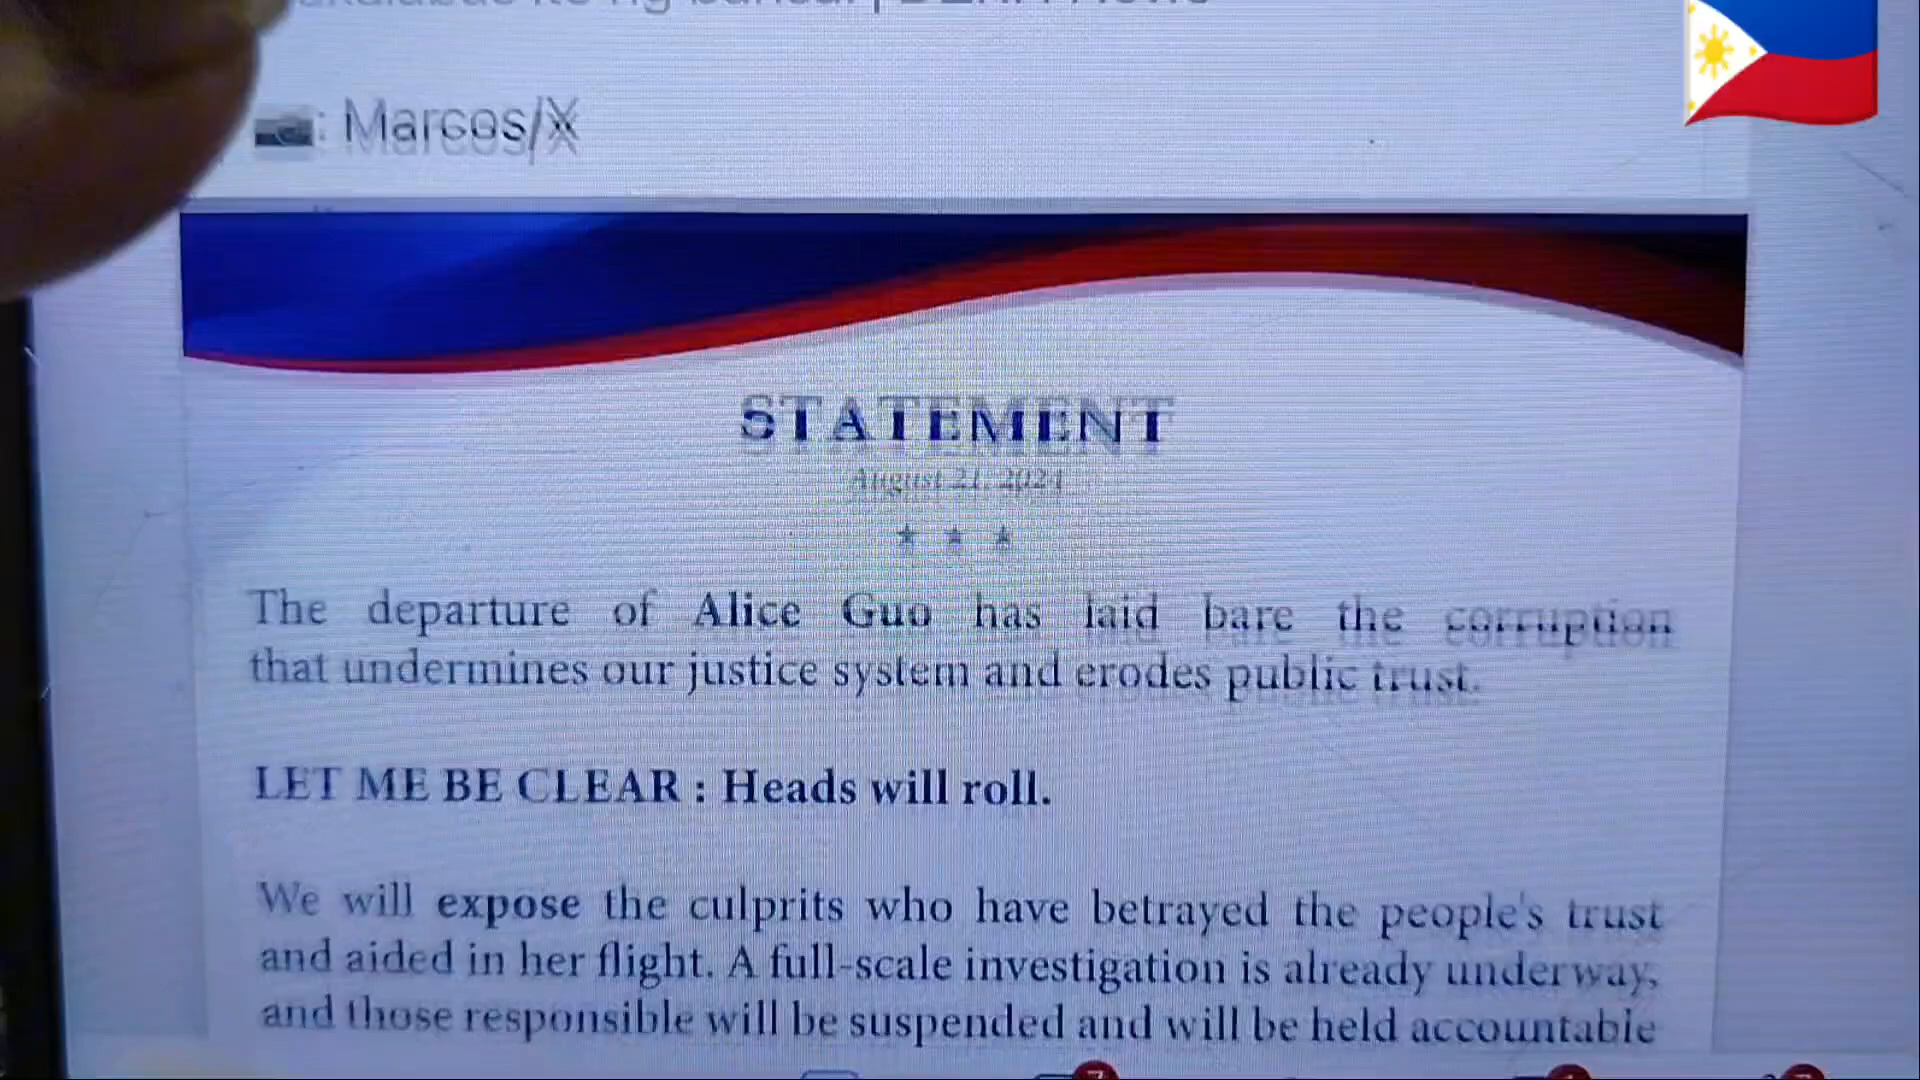 : Marcos/X
STATEMENT
August 21, 2024
The departure of Alice Guo has laid bare the corruption
that undermines our justice system and erodes public trust.
LET ME BE CLEAR : Heads will roll.
We will expose the culprits who have betrayed the people's trust
and aided in her flight. A full-scale investigation is already underway,
and those responsible will be suspended and will be held accountable